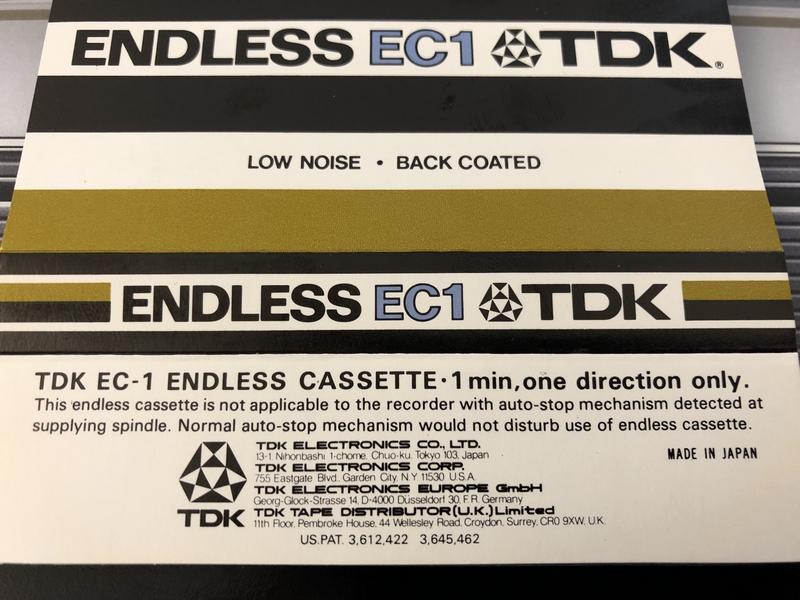 ENDLESS EC1 TDK®
LOW NOISE • BACK COATED
ENDLESS EC1 TDK
TDK EC-1 ENDLESS CASSETTE·1 min, one direction only.
This endless cassette is not applicable to the recorder with auto-stop mechanism detected at
supplying spindle. Normal auto-stop mechanism would not disturb use of endless cassette.
TDK
TDK ELECTRONICS CO., LTD.
13-1, Nihonbashi 1-chome, Chuo-ku, Tokyo 103, Japan
TDK ELECTRONICS CORP.
755 Eastgate Blvd., Garden City, N.Y 11530 U.S.A
TDK ELECTRONICS EUROPE GmbH
Georg-Glock-Strasse 14, D-4000 Düsseldorf 30, F.R. Germany
TDK TAPE DISTRIBUTOR (U.K.) Limited
11th Floor, Pembroke House, 44 Wellesley Road, Croydon, Surrey, CR0 9XW, U.K.
US.PAT. 3,612,422 3,645,462
MADE IN JAPAN